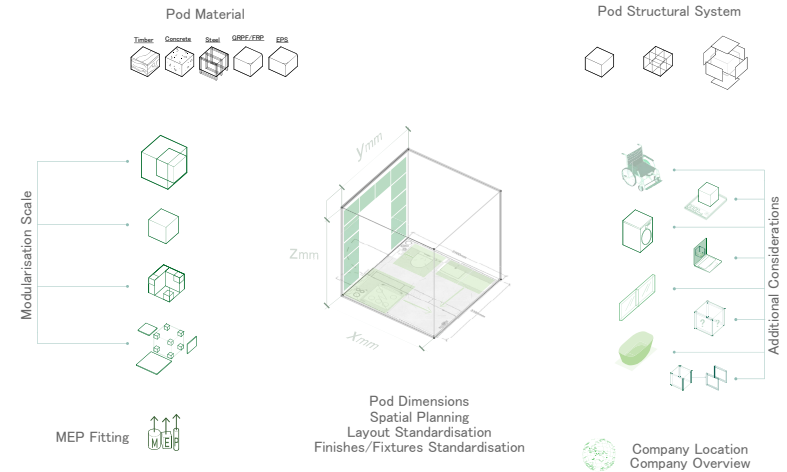 Pod Material
Pod Structural System
Timber Concrete Steel GRPF/FRP EPS
ymm
Zmm
Xmm
Modularisation Scale
Additional Considerations
Pod Dimensions
Spatial Planning
Layout Standardisation
Finishes/Fixtures Standardisation
MEP Fitting
MEP
Company Location
Company Overview